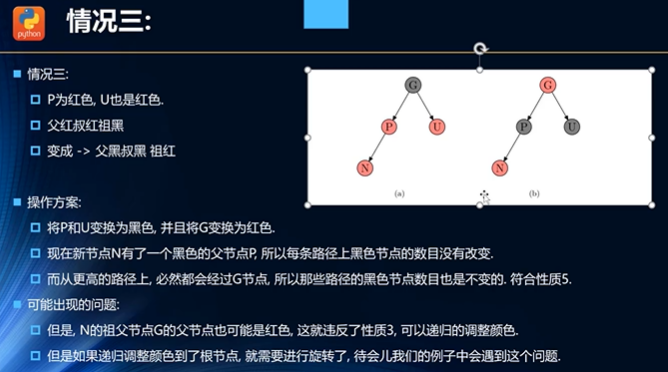 python
情况三:
情况三:
P为红色, U也是红色.
父红叔红祖黑
变成 -> 父黑叔黑 祖红
操作方案:
将P和U变换为黑色, 并且将G变换为红色.
现在新节点N有了一个黑色的父节点P, 所以每条路径上黑色节点的数目没有改变.
而从更高的路径上, 必然都会经过G节点, 所以那些路径的黑色节点数目也是不变的. 符合性质5.
可能出现的问题:
但是, N的祖父节点G的父节点也可能是红色, 这就违反了性质3, 可以递归的调整颜色.
但是如果递归调整颜色到了根节点, 就需要进行旋转了, 待会儿我们的例子中会遇到这个问题.
G
P U
N
(a)
G
P U
N
(b)